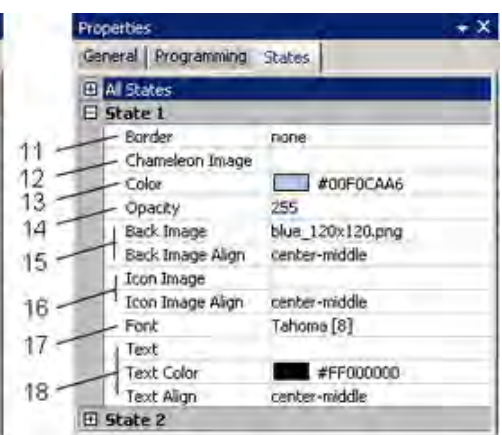 Properties
General Programming States
All States
State 1
11 Border none
12 Chameleon Image
13 Color #00F0CAA6
14 Opacity 255
15 Back Image blue_120x120.png
Back Image Align center-middle
16 Icon Image
Icon Image Align center-middle
17 Font Tahoma [8]
18 Text
Text Color #FF000000
Text Align center-middle
State 2